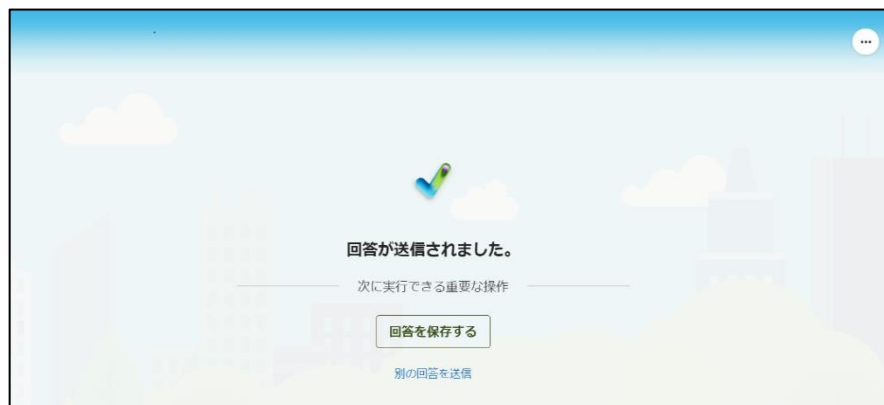 回答が送信されました。
次に実行できる重要な操作
回答を保存する
別の回答を送信